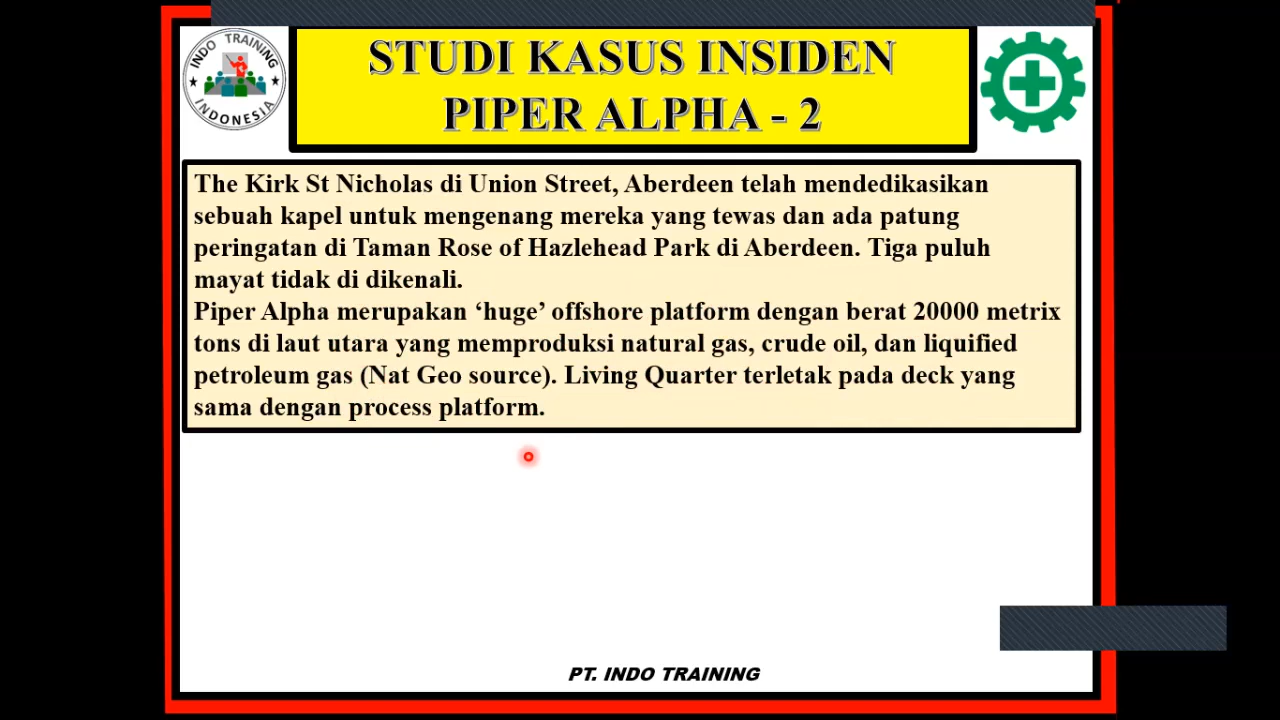 INDO TRAINING
INDONESIA
STUDI KASUS INSIDEN
PIPER ALPHA - 2
The Kirk St Nicholas di Union Street, Aberdeen telah mendedikasikan
sebuah kapel untuk mengenang mereka yang tewas dan ada patung
peringatan di Taman Rose of Hazlehead Park di Aberdeen. Tiga puluh
mayat tidak di dikenali.
Piper Alpha merupakan ‘huge’ offshore platform dengan berat 20000 metrix
tons di laut utara yang memproduksi natural gas, crude oil, dan liquified
petroleum gas (Nat Geo source). Living Quarter terletak pada deck yang
sama dengan process platform.
PT. INDO TRAINING